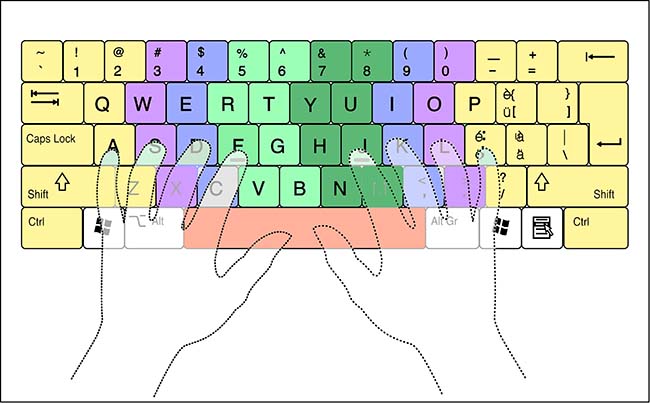 ~ ! @ # $ % ^ & * ( ) — +
` 1 2 3 4 5 6 7 8 9 0 - =
Q W E R T Y U I O P è{ }
ü[ ]
Caps Lock A S D F G H J K L é: à |
ö à \
Shift Z X C V B N M < ? Shift
, /
Ctrl Alt Alt Gr Ctrl